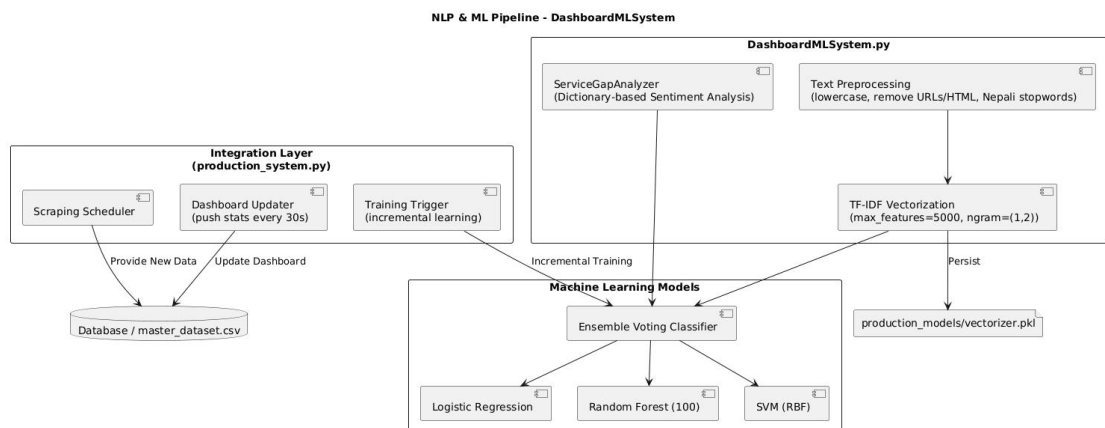 NLP & ML Pipeline - DashboardMLSystem
DashboardMLSystem.py
ServiceGapAnalyzer
(Dictionary-based Sentiment Analysis)
Text Preprocessing
(lowercase, remove URLs/HTML, Nepali stopwords)
Integration Layer
(production_system.py)
Scraping Scheduler
Dashboard Updater
(push stats every 30s)
Training Trigger
(incremental learning)
TF-IDF Vectorization
(max_features=5000, ngram=(1,2))
Provide New Data
Update Dashboard
Incremental Training
Persist
Machine Learning Models
Database / master_dataset.csv
Ensemble Voting Classifier
production_models/vectorizer.pkl
Logistic Regression
Random Forest (100)
SVM (RBF)